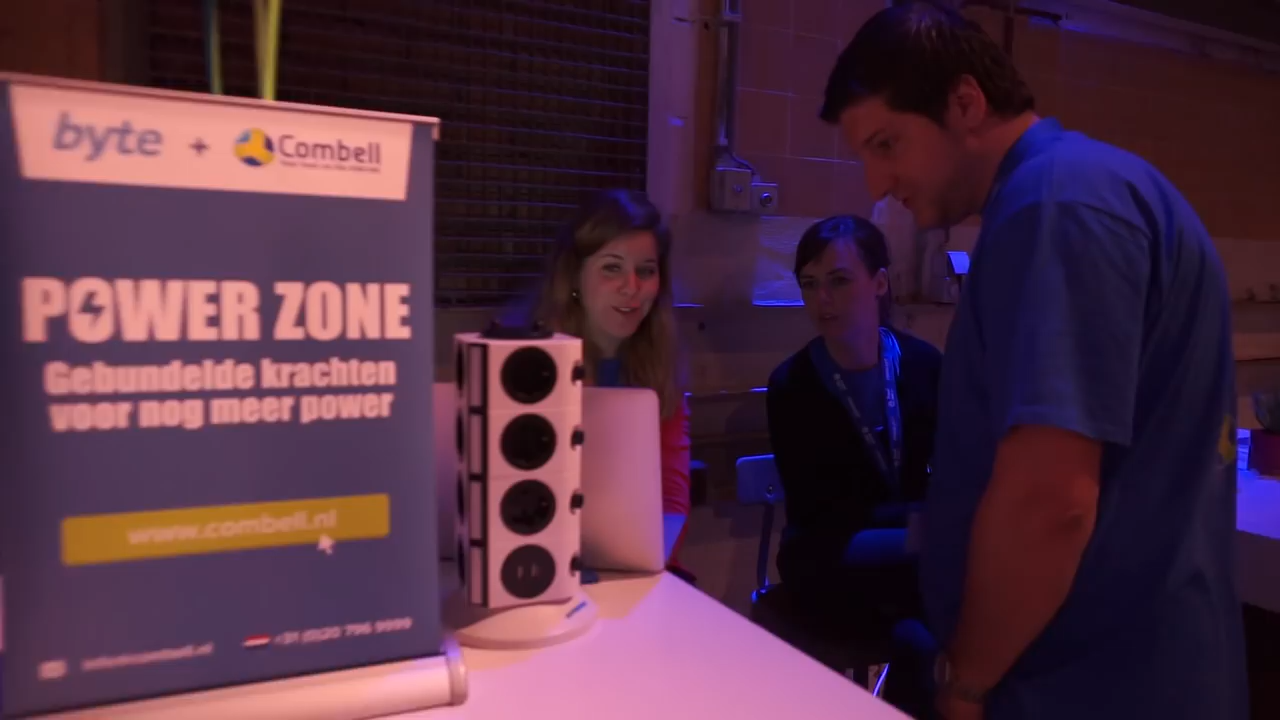 byte + Combell
POWER ZONE
Gebundelde krachten
voor nog meer power
www.combell.nl
+31 (0)20 796 9999